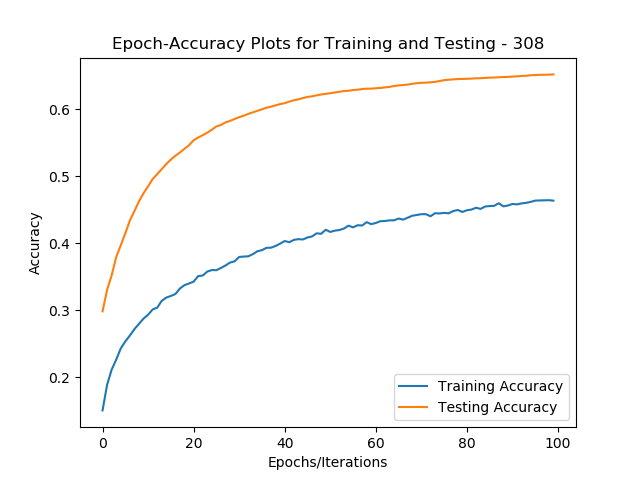 Epoch-Accuracy Plots for Training and Testing - 308
Accuracy
0.6
0.5
0.4
0.3
0.2
0 20 40 60 80 100
Epochs/Iterations
Training Accuracy
Testing Accuracy